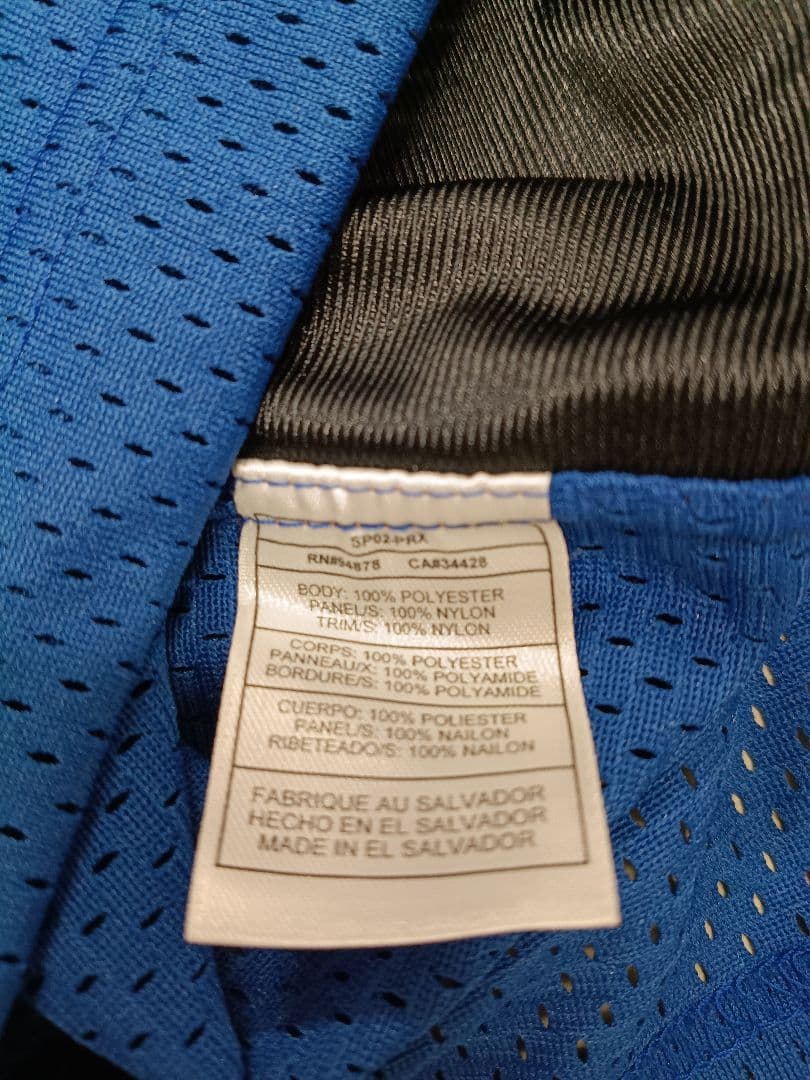 SP02-PRX
RN#54878 CA#34428
BODY: 100% POLYESTER
PANEL/S: 100% NYLON
TRIM/S: 100% NYLON
CORPS: 100% POLYESTER
PANNEAU/X: 100% POLYAMIDE
BORDURE/S: 100% POLYAMIDE
CUERPO: 100% POLIESTER
PANEL/S: 100% NAILON
RIBETEADO/S: 100% NAILON
FABRIQUE AU SALVADOR
HECHO EN EL SALVADOR
MADE IN EL SALVADOR